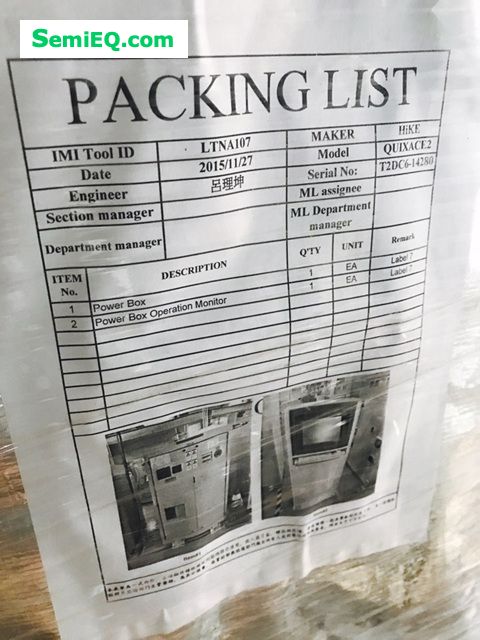 SemiEQ.com
PACKING LIST
IMI Tool ID LTNA107 MAKER HiKE
Date 2015/11/27 Model QUIXACE2
Engineer 呂理坤 Serial No: T2DC6-14280
Section manager ML assignee
Department manager ML Department manager
ITEM No. DESCRIPTION Q'TY UNIT Remark
1 Power Box 1 EA Label 7
2 Power Box Operation Monitor 1 EA Label 7